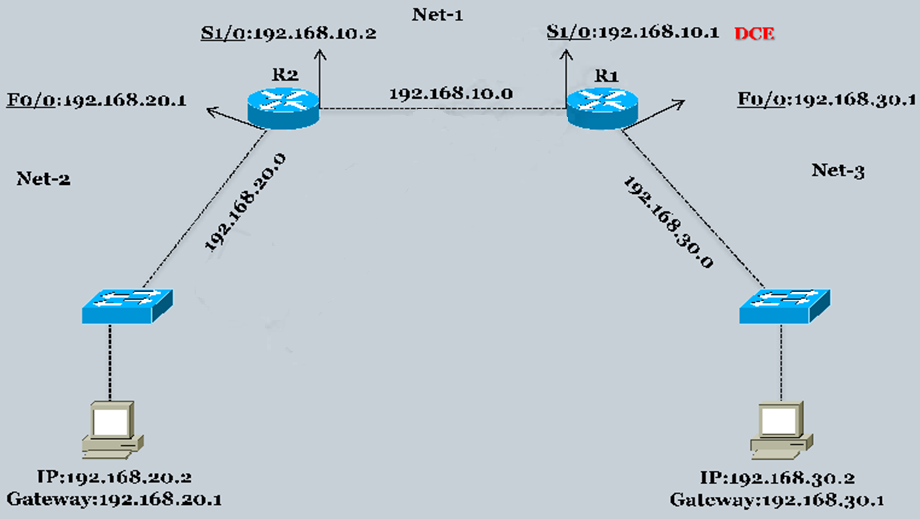 Net-1
S1/0:192.168.10.2
S1/0:192.168.10.1 DCE
R2
R1
F0/0:192.168.20.1
192.168.10.0
F0/0:192.168.30.1
Net-2
192.168.20.0
192.168.30.0
Net-3
IP:192.168.20.2
Gateway:192.168.20.1
IP:192.168.30.2
Gateway:192.168.30.1